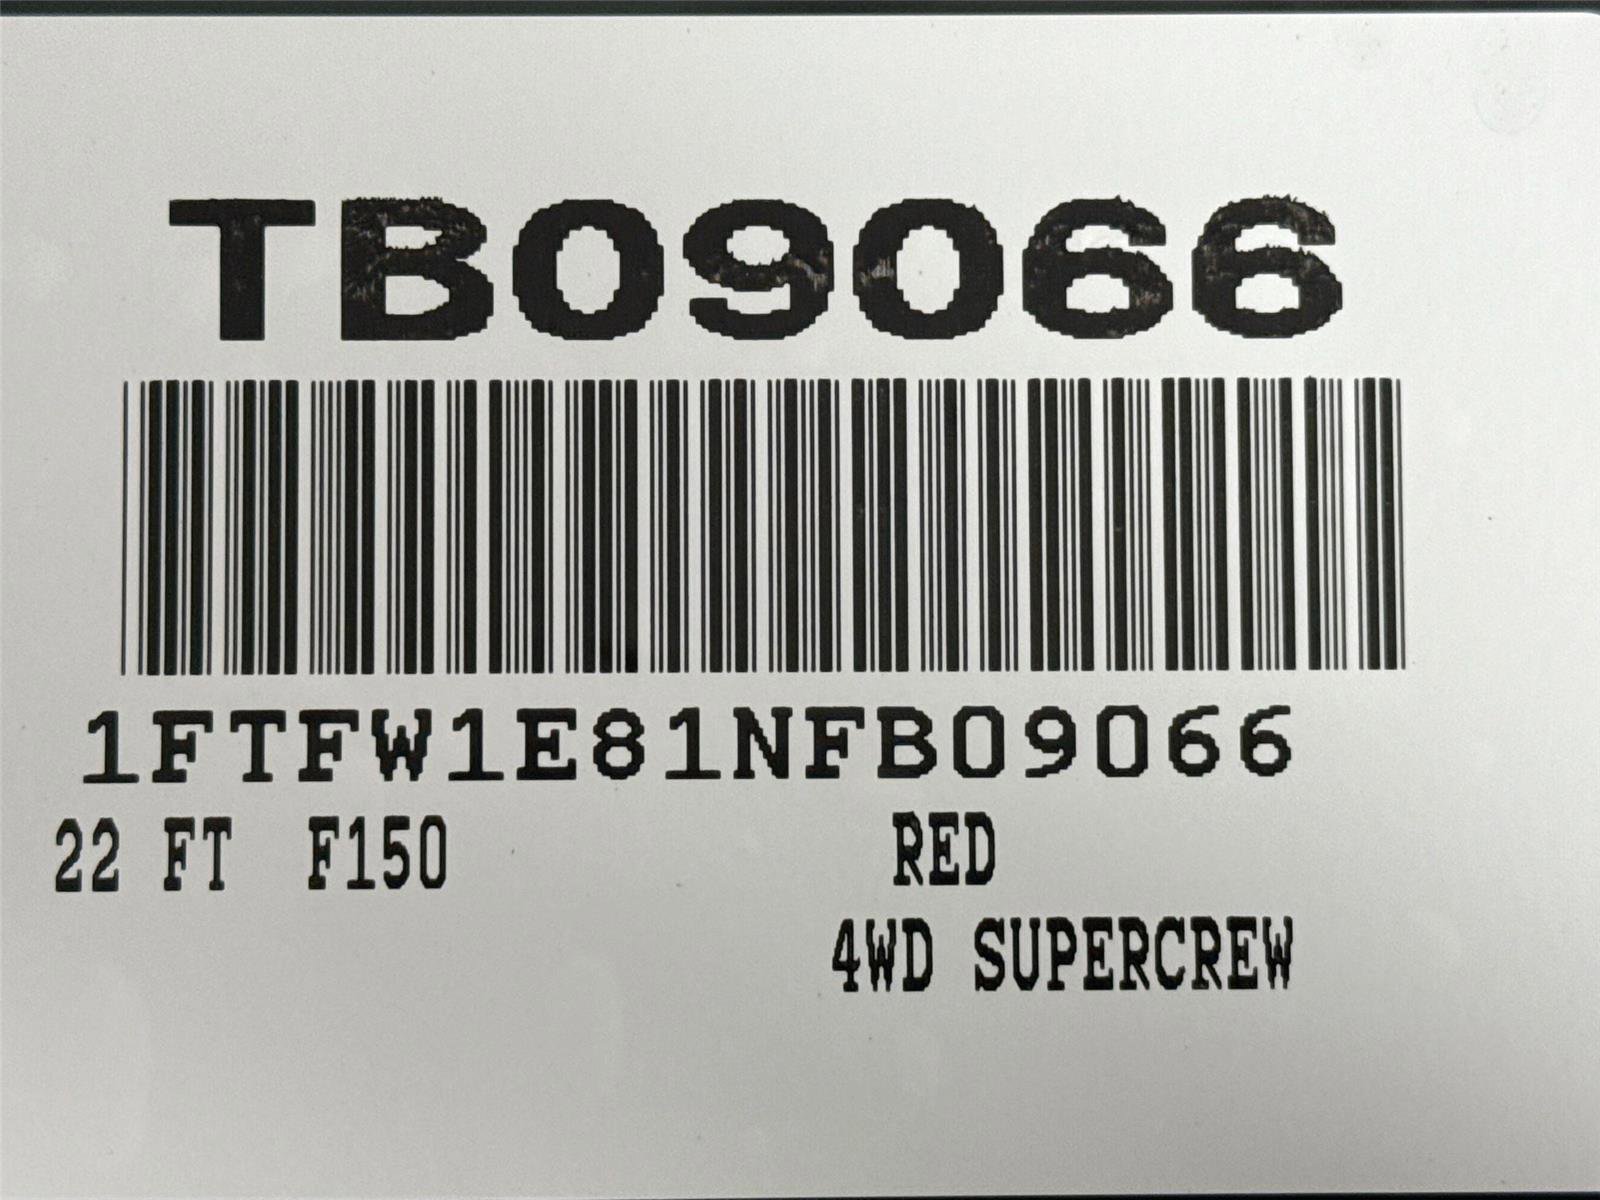 TB09066
1FTFW1E81NFB09066
22 FT F150 RED
4WD SUPERCREW